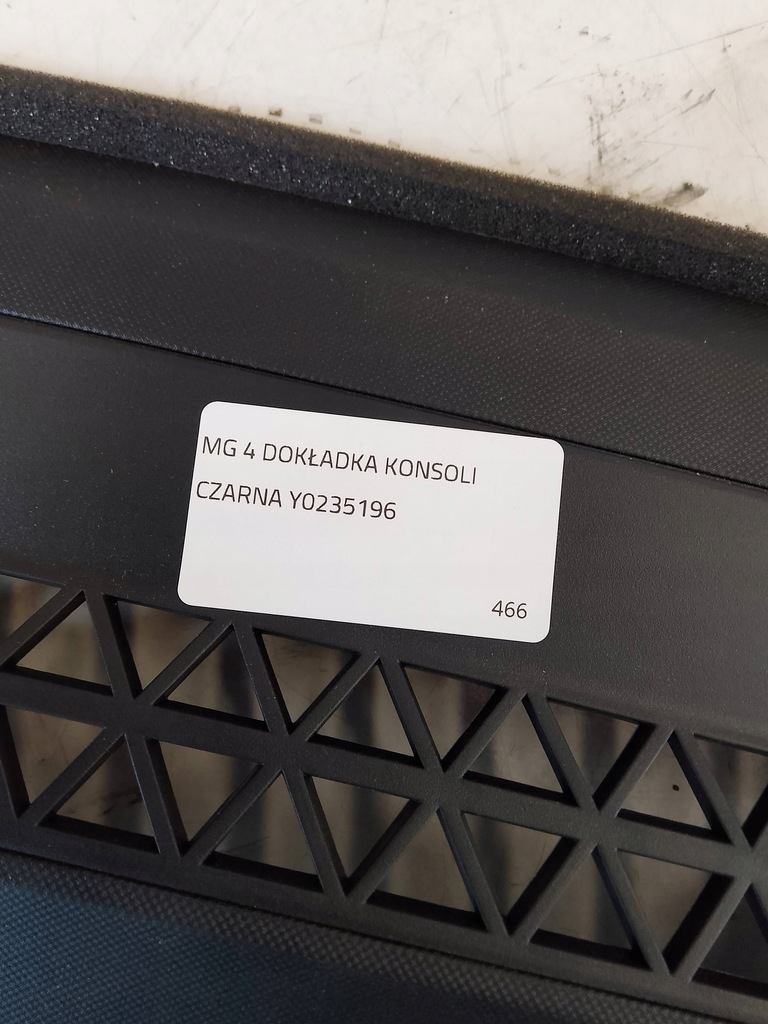 MG 4 DOKŁADKA KONSOLI
CZARNA Y0235196
466